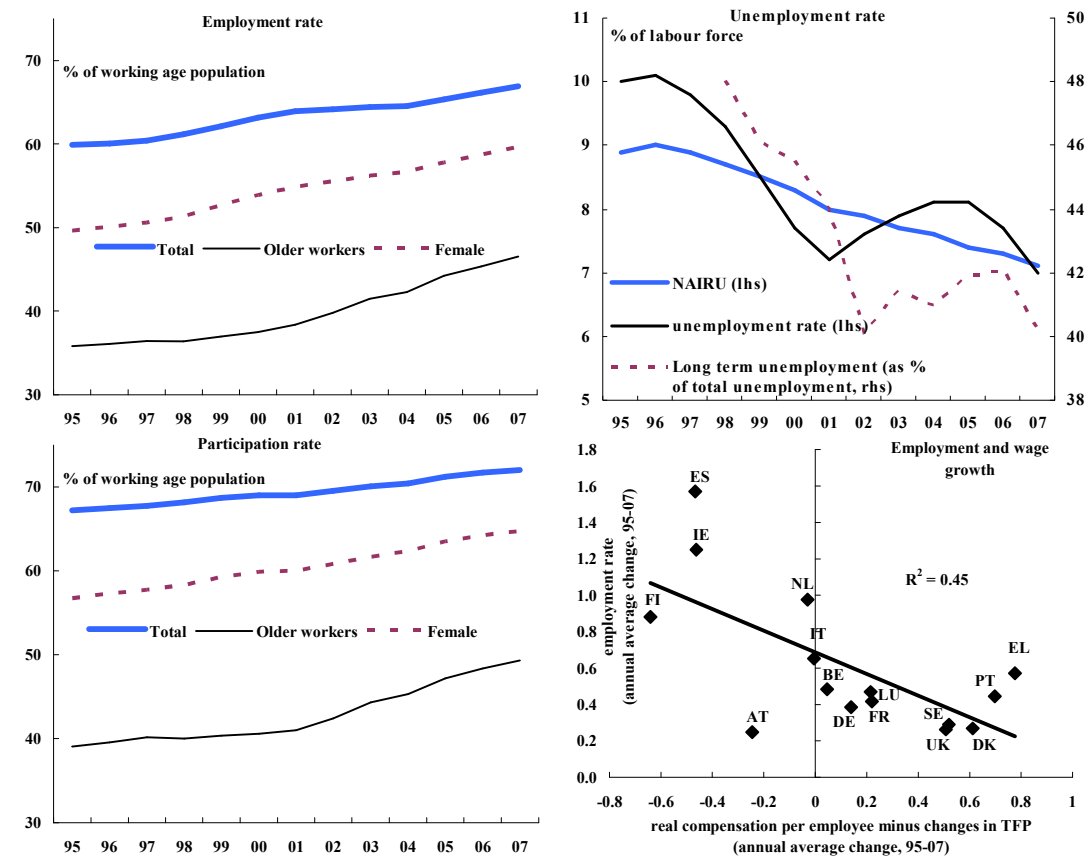 Employment rate
% of working age population
70
60
50
40
30
Total
Older workers
Female
95 96 97 98 99 00 01 02 03 04 05 06 07
Unemployment rate
% of labour force
11
10
9
8
7
6
5
50
48
46
44
42
40
38
NAIRU (lhs)
unemployment rate (lhs)
Long term unemployment (as %
of total unemployment, rhs)
95 96 97 98 99 00 01 02 03 04 05 06 07
Participation rate
% of working age population
70
60
50
40
30
Total
Older workers
Female
95 96 97 98 99 00 01 02 03 04 05 06 07
Employment and wage
growth
1.8
1.6
1.4
1.2
1.0
0.8
0.6
0.4
0.2
0.0
employment rate
(annual average change, 95-07)
ES
IE
NL
FI
IT
R² = 0.45
EL
BE
PT
LU
AT
DE
FR
SE
UK
DK
-0.8 -0.6 -0.4 -0.2 0 0.2 0.4 0.6 0.8 1
real compensation per employee minus changes in TFP
(annual average change, 95-07)